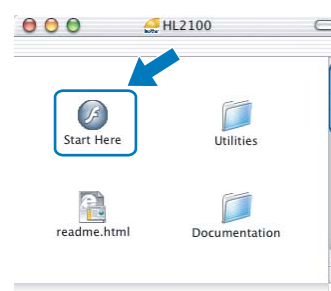 HL2100
Start Here
Utilities
readme.html
Documentation